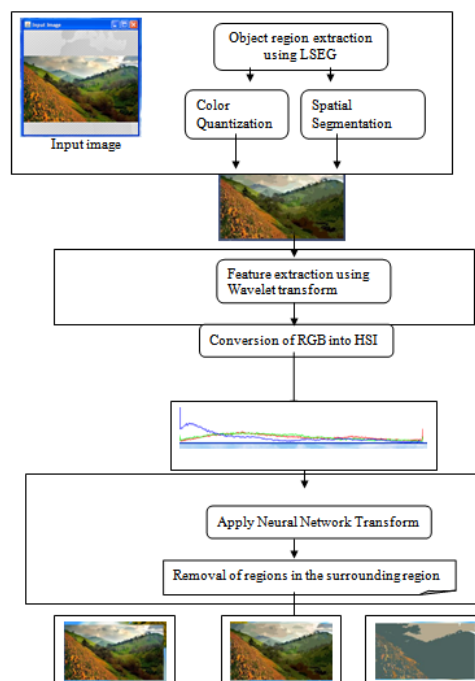 Input Image
Object region extraction
using LSEG
Color
Quantization
Spatial
Segmentation
Input image
Feature extraction using
Wavelet transform
Conversion of RGB into HSI
Apply Neural Network Transform
Removal of regions in the surrounding region